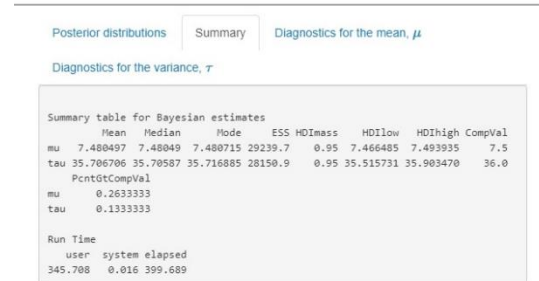 Posterior distributions Summary Diagnostics for the mean, μ
Diagnostics for the variance, τ
Summary table for Bayesian estimates
Mean Median Mode ESS HDImass HDIlow HDIhigh CompVal
mu 7.480497 7.48049 7.480715 29239.7 0.95 7.466485 7.493935 7.5
tau 35.706706 35.70587 35.716885 28150.9 0.95 35.515731 35.903470 36.0
PcntGtCompVal
mu 0.2633333
tau 0.1333333
Run Time
user system elapsed
345.708 0.016 399.689